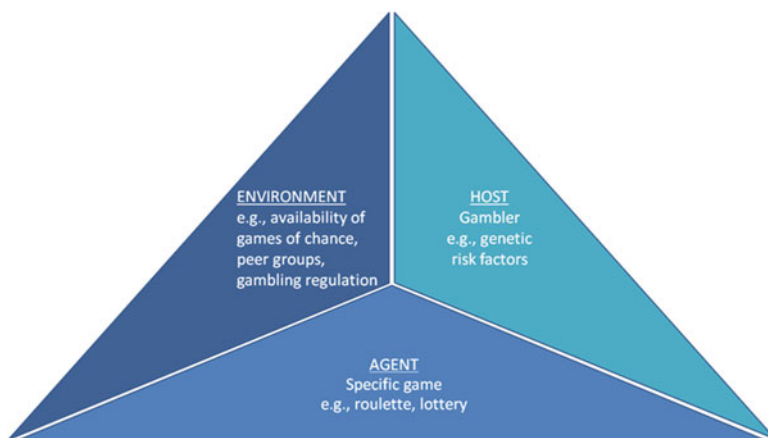 ENVIRONMENT
e.g., availability of
games of chance,
peer groups,
gambling regulation
HOST
Gambler
e.g., genetic
risk factors
AGENT
Specific game
e.g., roulette, lottery